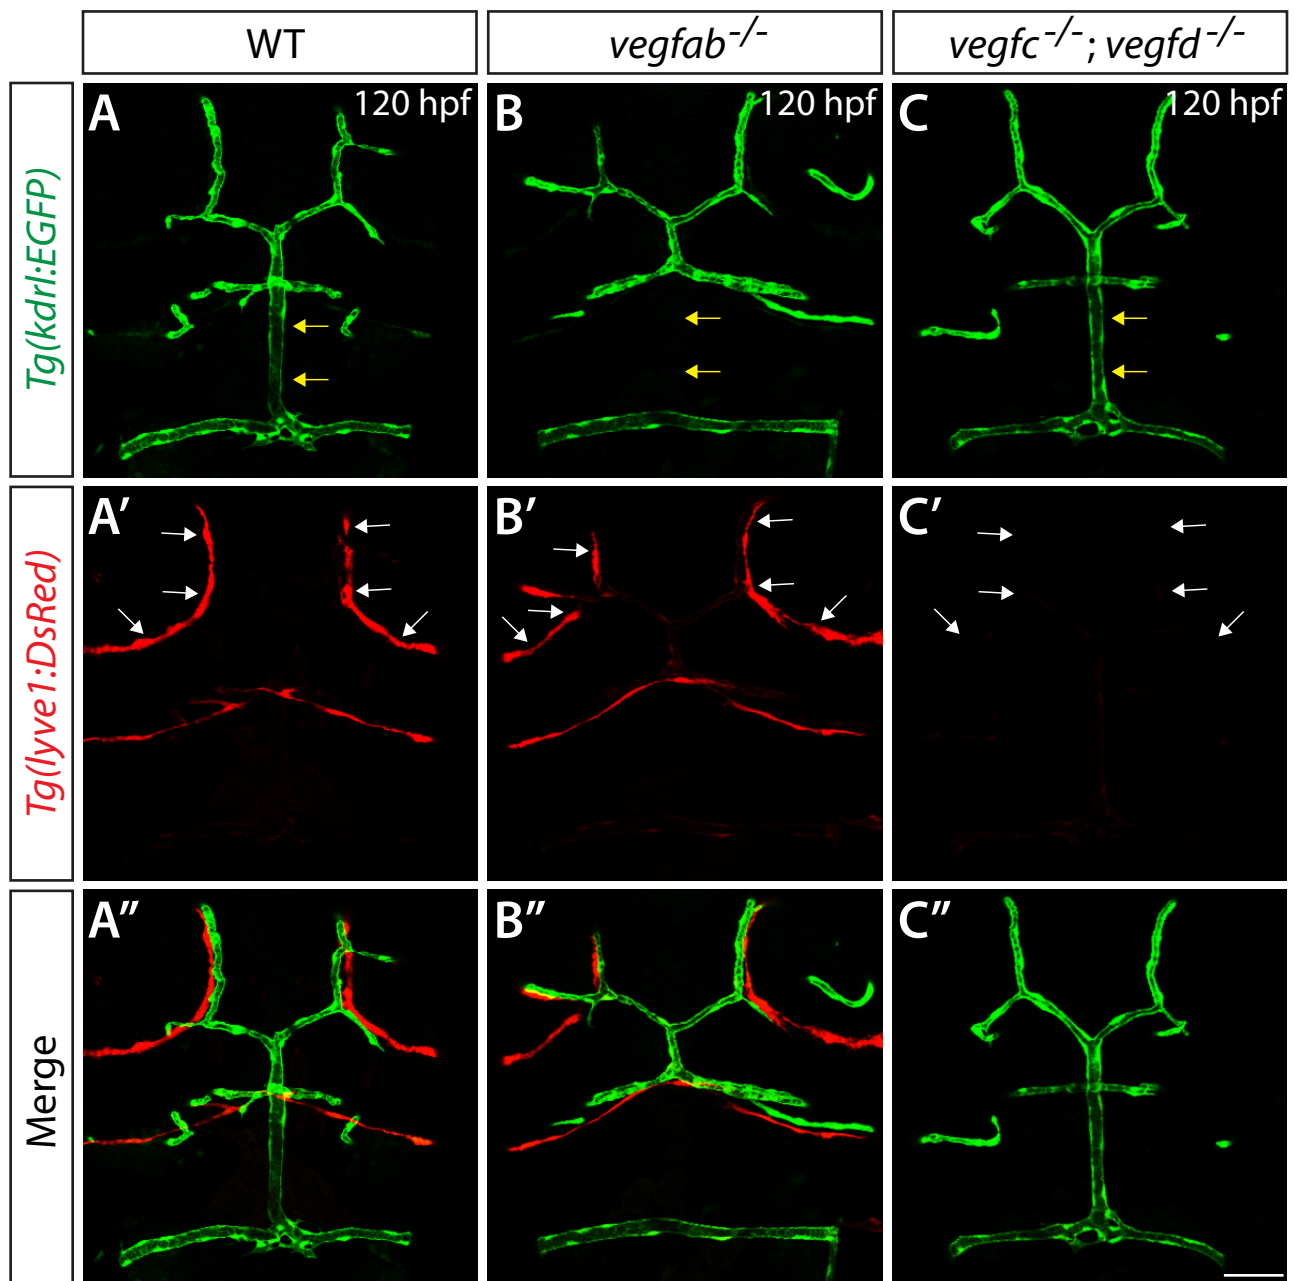 WT
vegfab-/-
vegfc-/-; vegfd-/-
Tg(kdrl:EGFP)
A
120 hpf
B
120 hpf
C
120 hpf
Tg(lyve1:DsRed)
A′
B′
C′
Merge
A″
B″
C″